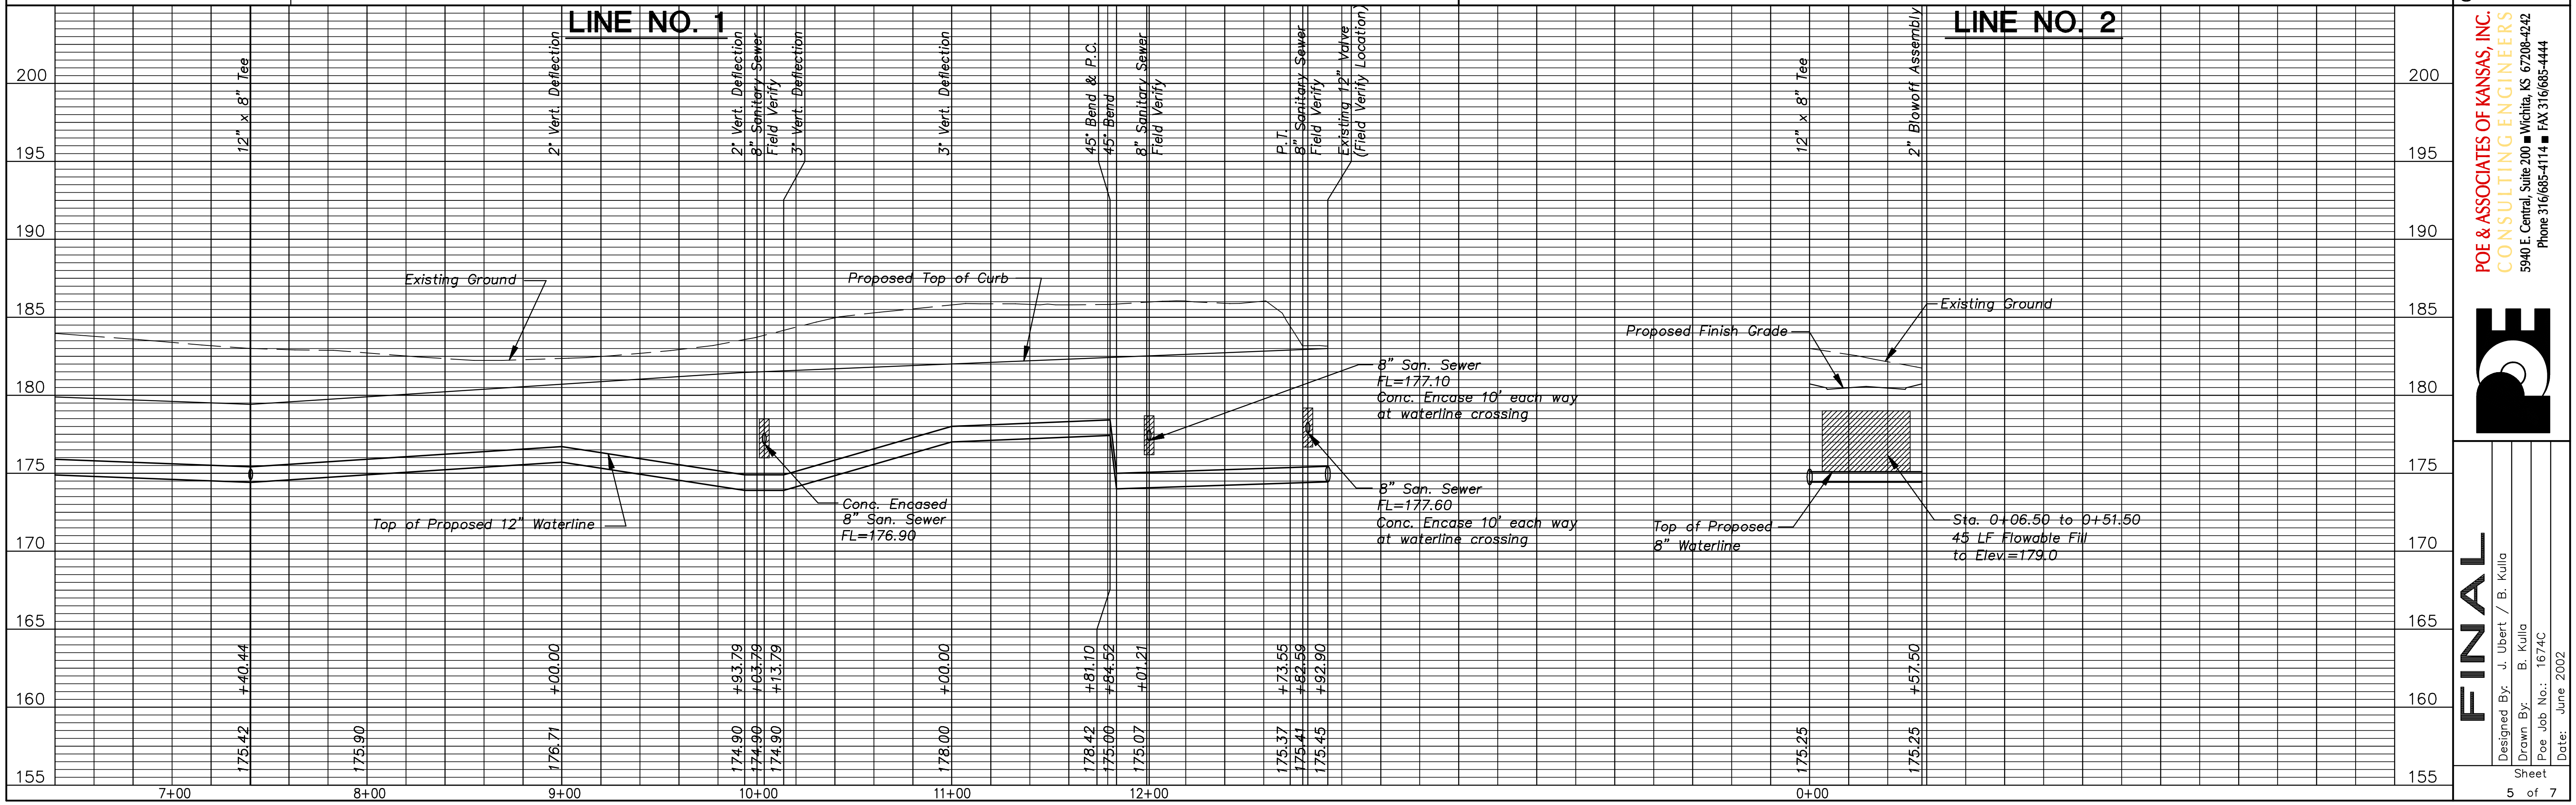 LINE NO. 1
LINE NO. 2
200
195
190
185
180
175
170
165
160
155
12" x 8" Tee
2° Vert. Deflection
2° Vert. Deflection
8" Sanitary Sewer
Field Verify
3° Vert. Deflection
3° Vert. Deflection
45° Bend & P.C.
45° Bend
8" Sanitary Sewer
Field Verify
P.T.
8" Sanitary Sewer
Field Verify
Existing 12" Valve
(Field Verify Location)
12" x 8" Tee
2" Blowoff Assembly
200
195
190
185
180
175
170
165
160
155
Existing Ground
Proposed Top of Curb
8" San. Sewer
FL=177.10
Conc. Encase 10' each way
at waterline crossing
Top of Proposed 12" Waterline
Conc. Encased
8" San. Sewer
FL=176.90
8" San. Sewer
FL=177.60
Conc. Encase 10' each way
at waterline crossing
Existing Ground
Proposed Finish Grade
Top of Proposed
8" Waterline
Sta. 0+06.50 to 0+51.50
45 LF Flowable Fill
to Elev.=179.0
+40.44
+00.00
+93.79
+03.79
+13.79
+00.00
+81.10
+84.52
+01.21
+73.55
+82.59
+92.90
+57.50
175.42
175.90
176.71
174.90
174.90
174.90
178.00
178.42
175.00
175.07
175.37
175.41
175.45
175.25
175.25
7+00
8+00
9+00
10+00
11+00
12+00
0+00
POE & ASSOCIATES OF KANSAS, INC.
CONSULTING ENGINEERS
5940 E. Central, Suite 200 ■ Wichita, KS 67208-4242
Phone 316/685-4114 ■ FAX 316/685-4444
POE
FINAL
Designed By: J. Ubert / B. Kulla
Drawn By: B. Kulla
Poe Job No.: 1674C
Date: June 2002
Sheet
5 of 7